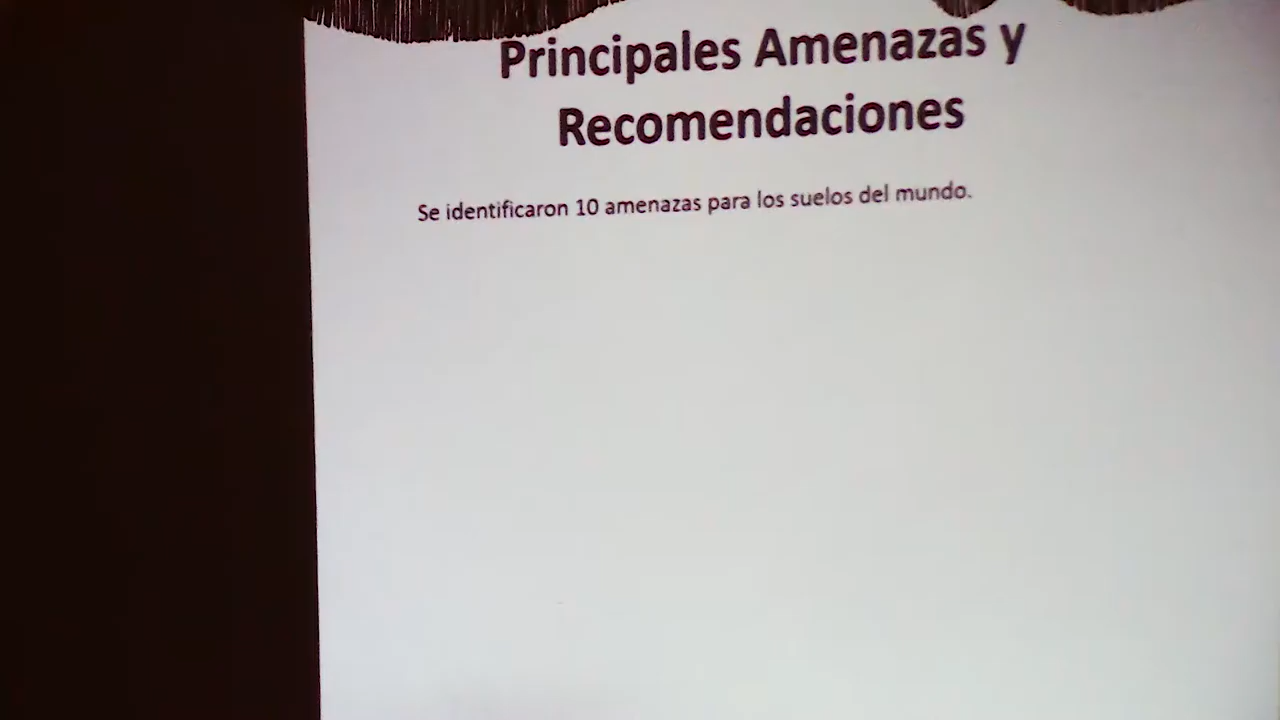 Principales Amenazas y
Recomendaciones
Se identificaron 10 amenazas para los suelos del mundo.